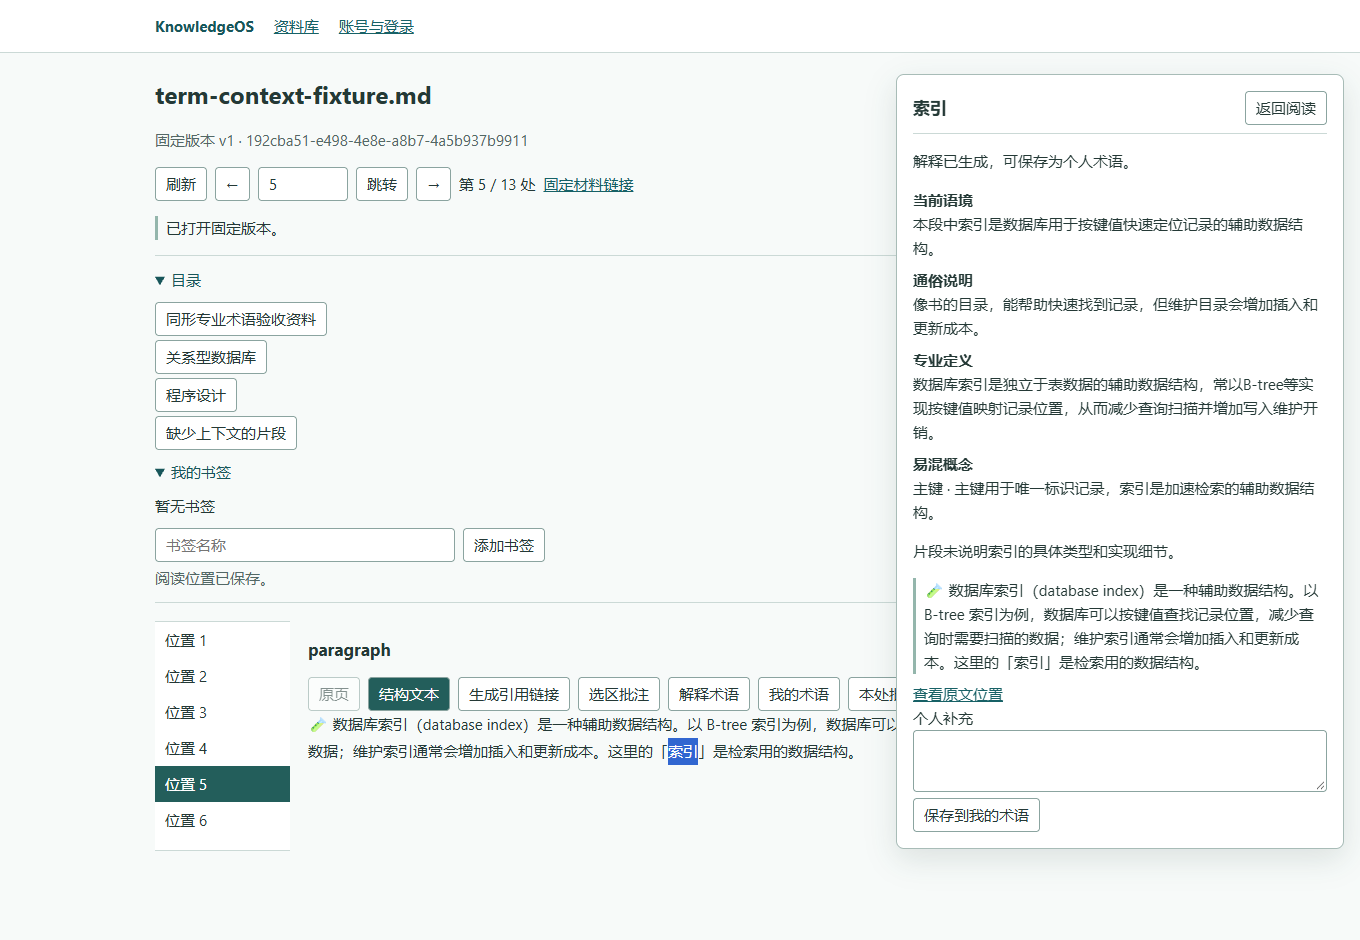 KnowledgeOS 资料库 账号与登录
term-context-fixture.md
固定版本 v1 · 192cba51-e498-4e8e-a8b7-4a5b937b9911
刷新 ← 5 跳转 → 第 5 / 13 处 固定材料链接
已打开固定版本。
▼ 目录
同形专业术语验收资料
关系型数据库
程序设计
缺少上下文的片段
▼ 我的书签
暂无书签
书签名称 添加书签
阅读位置已保存。
位置 1
位置 2
位置 3
位置 4
位置 5
位置 6
paragraph
原页 结构文本 生成引用链接 选区批注 解释术语 我的术语 本处
🧪 数据库索引（database index）是一种辅助数据结构。以 B-tree 索引为例，数据库可以
数据；维护索引通常会增加插入和更新成本。这里的「索引」是检索用的数据结构。
索引 返回阅读
解释已生成，可保存为个人术语。
当前语境
本段中索引是数据库用于按键值快速定位记录的辅助数据结
构。
通俗说明
像书的目录，能帮助快速找到记录，但维护目录会增加插入和
更新成本。
专业定义
数据库索引是独立于表数据的辅助数据结构，常以B-tree等实
现按键值映射记录位置，从而减少查询扫描并增加写入维护开
销。
易混概念
主键 · 主键用于唯一标识记录，索引是加速检索的辅助数据结
构。
片段未说明索引的具体类型和实现细节。
🧪 数据库索引（database index）是一种辅助数据结构。以
B-tree 索引为例，数据库可以按键值查找记录位置，减少查
询时需要扫描的数据；维护索引通常会增加插入和更新成
本。这里的「索引」是检索用的数据结构。
查看原文位置
个人补充
保存到我的术语